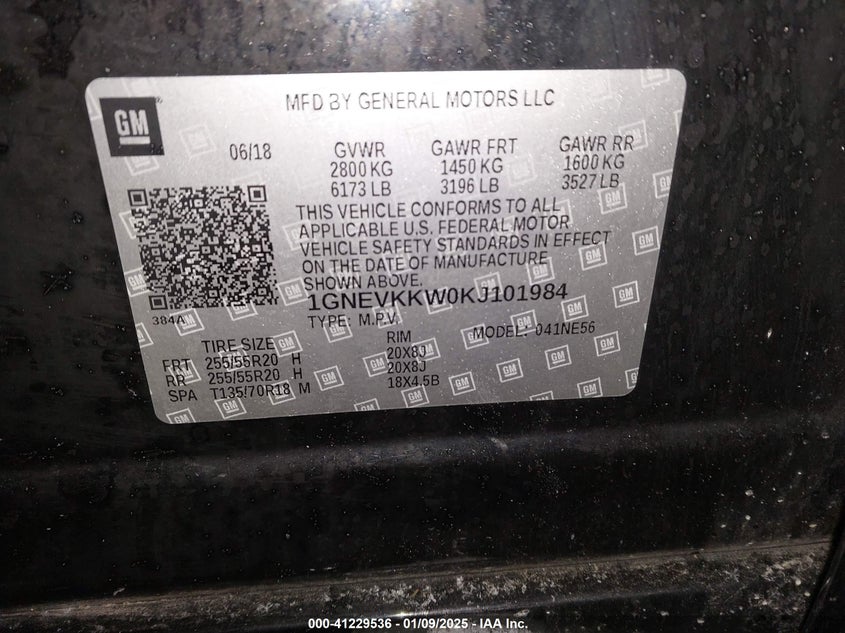 GM
MFD BY GENERAL MOTORS LLC
06/18
GVWR
2800 KG
6173 LB
GAWR FRT
1450 KG
3196 LB
GAWR RR
1600 KG
3527 LB
THIS VEHICLE CONFORMS TO ALL
APPLICABLE U.S. FEDERAL MOTOR
VEHICLE SAFETY STANDARDS IN EFFECT
ON THE DATE OF MANUFACTURE
SHOWN ABOVE.
1GNEVKKW0KJ101984
384A
TYPE: M.P.V. MODEL: 041NE56
TIRE SIZE RIM
FRT 255/55R20 H 20X8J
RR 255/55R20 H 20X8J
SPA T135/70R18 M 18X4.5B
000-41229536 - 01/09/2025 - IAA Inc.